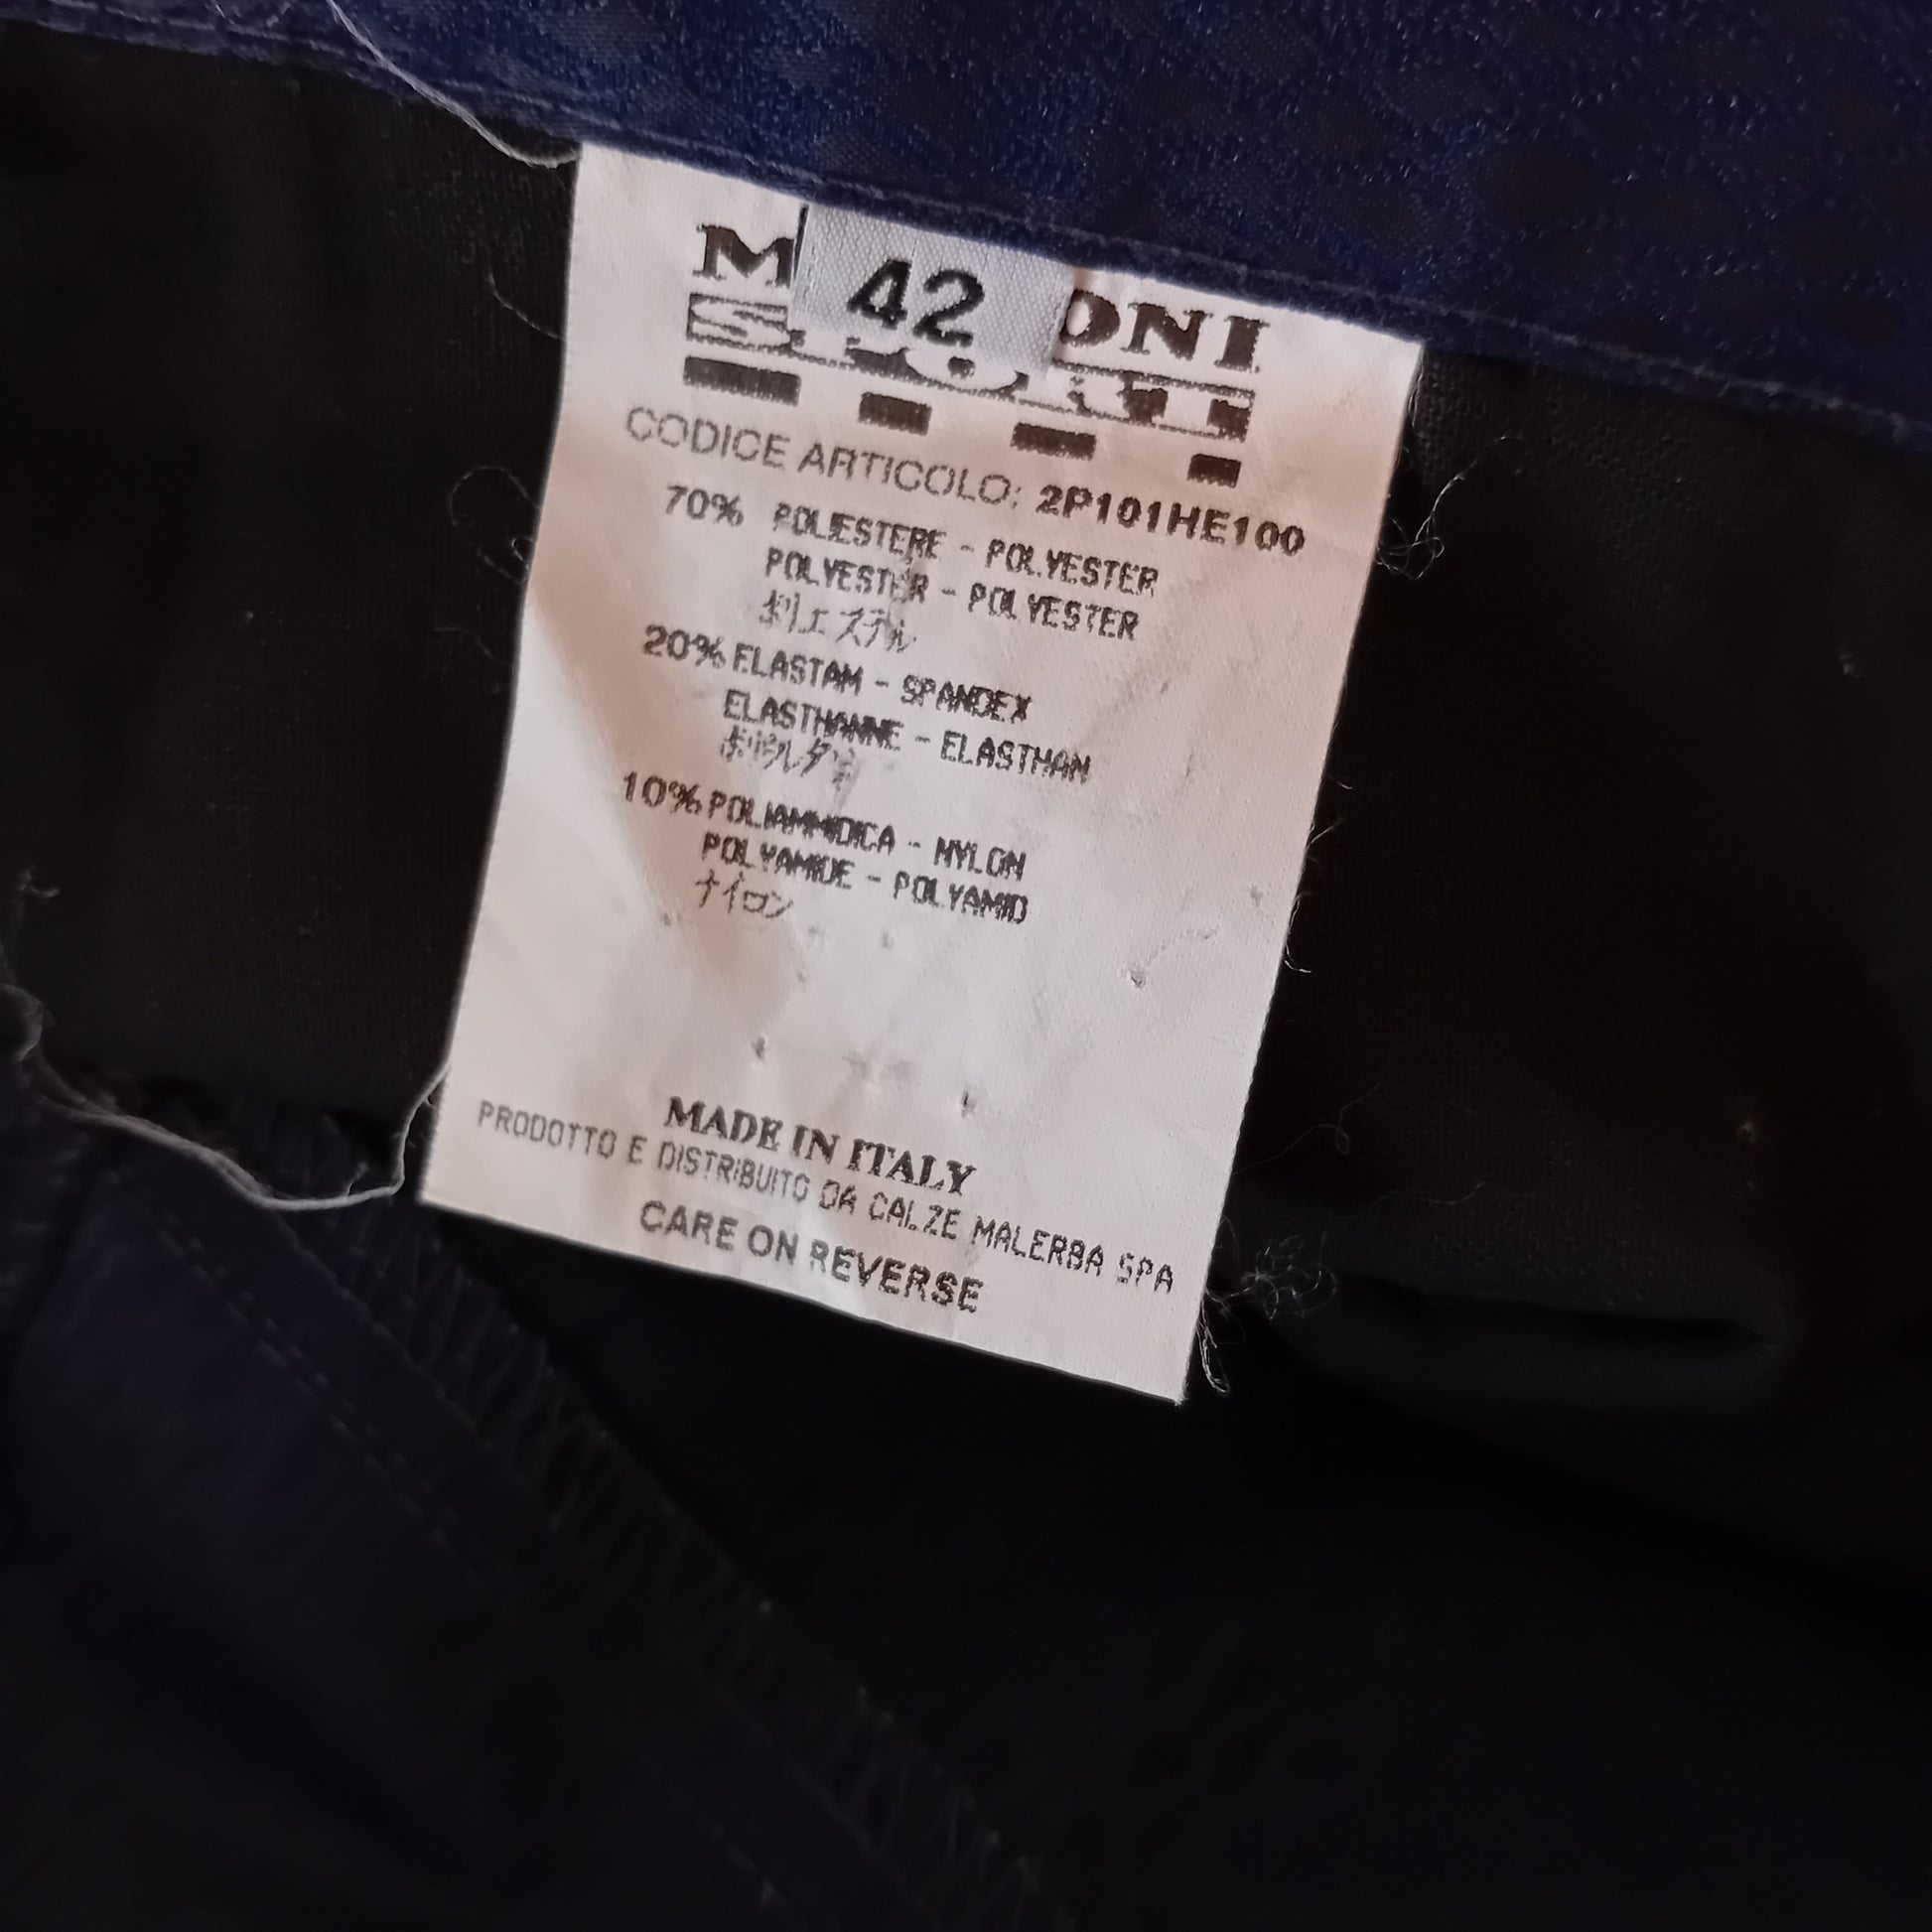 42
M ONI
CODICE ARTICOLO: 2P101HE100
70% POLIESTERE - POLYESTER
POLYESTER - POLYESTER
ポリエステル
20% ELASTAM - SPANDEX
ELASTHANNE - ELASTHAN
10% POLIAMMIDICA - NYLON
POLYAMIDE - POLYAMID
ナイロン
MADE IN ITALY
PRODOTTO E DISTRIBUITO DA CALZE MALERBA SPA
CARE ON REVERSE